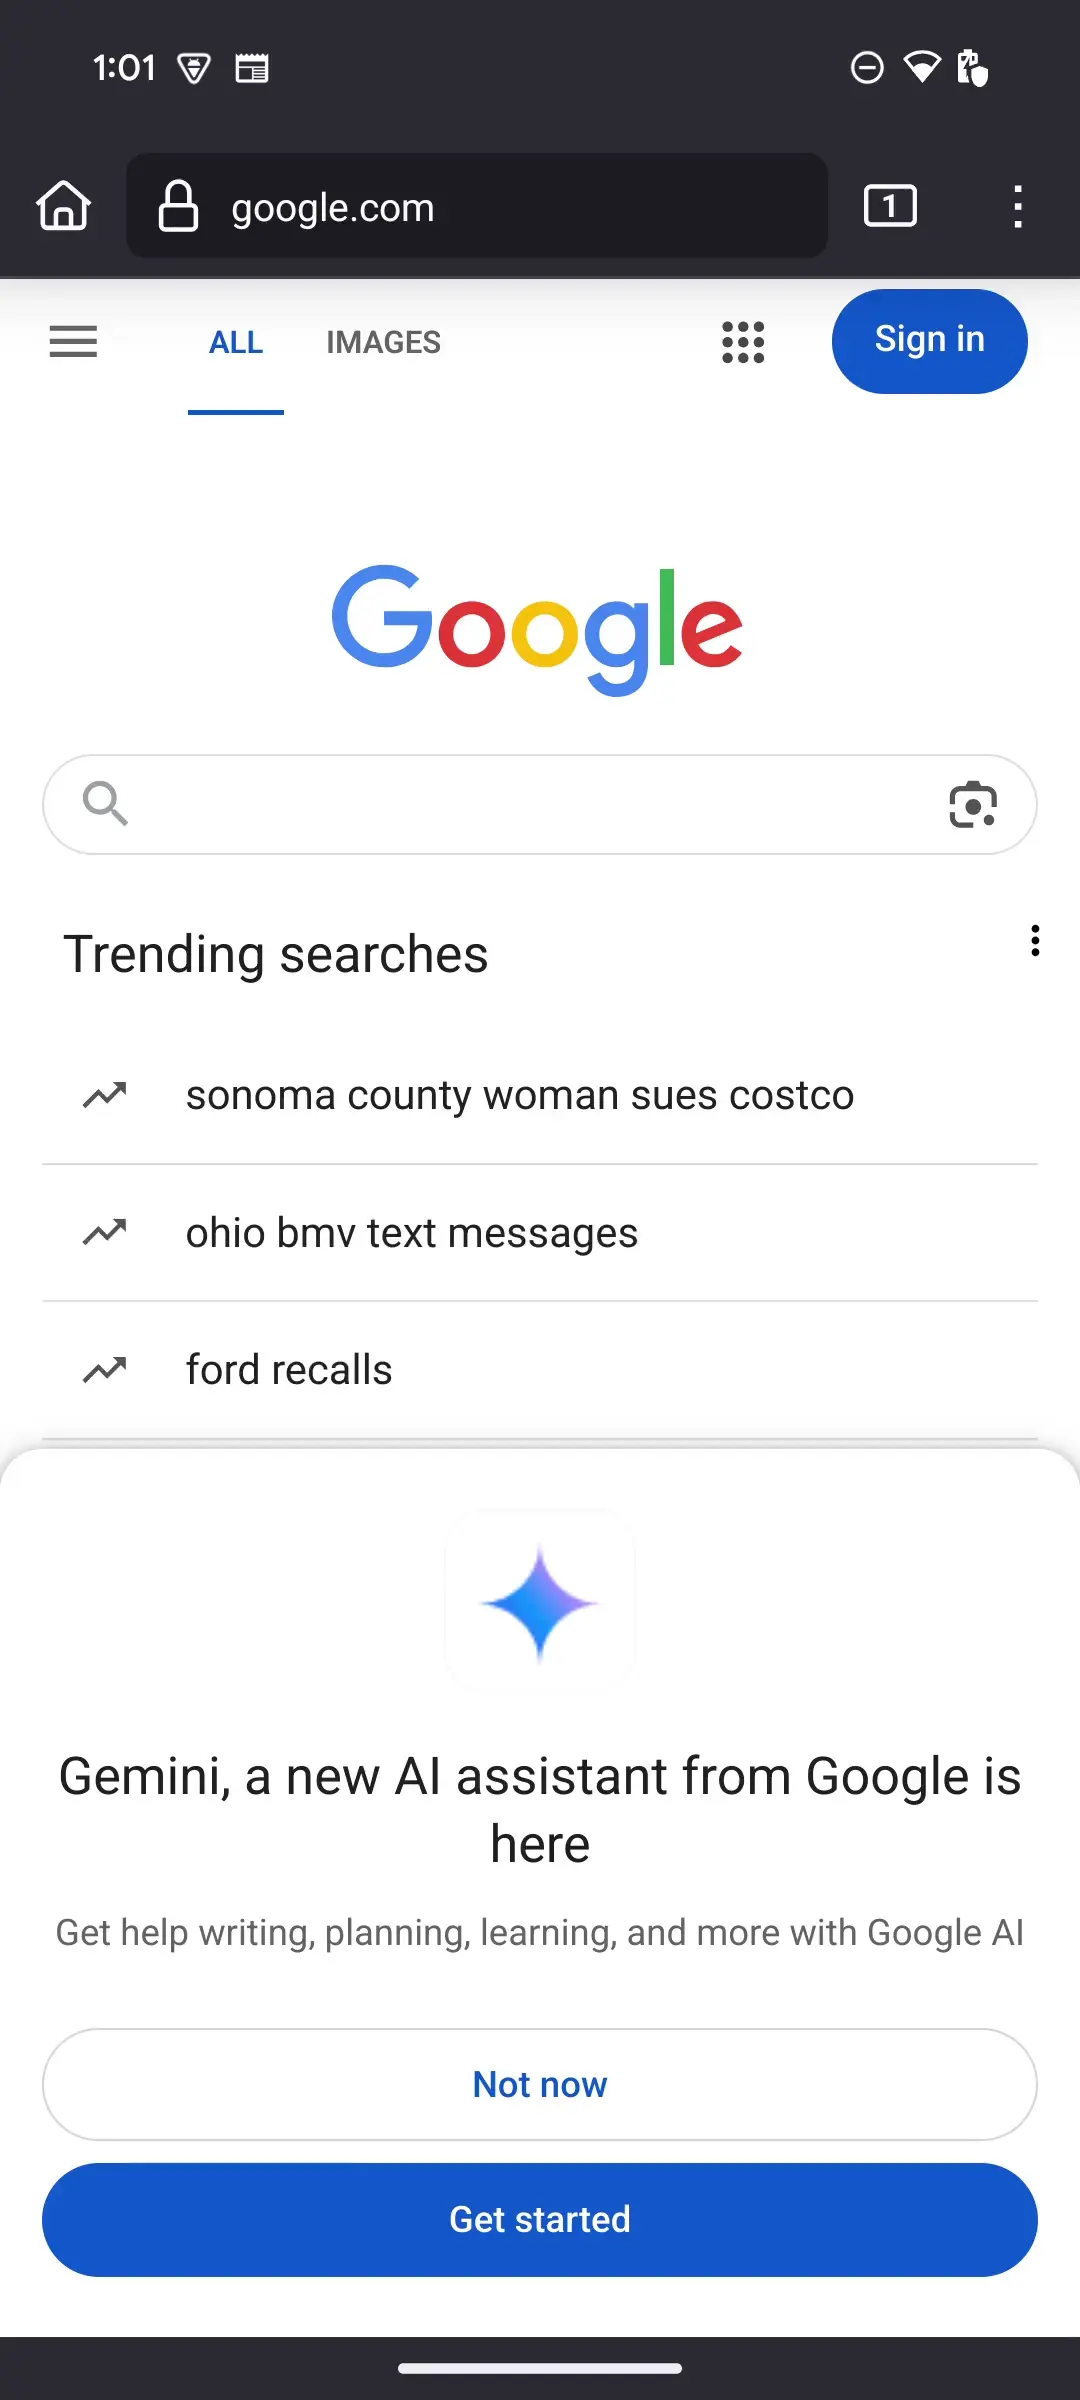 1:01
google.com
1
ALL IMAGES
Sign in
Google
Trending searches
sonoma county woman sues costco
ohio bmv text messages
ford recalls
Gemini, a new AI assistant from Google is
here
Get help writing, planning, learning, and more with Google AI
Not now
Get started